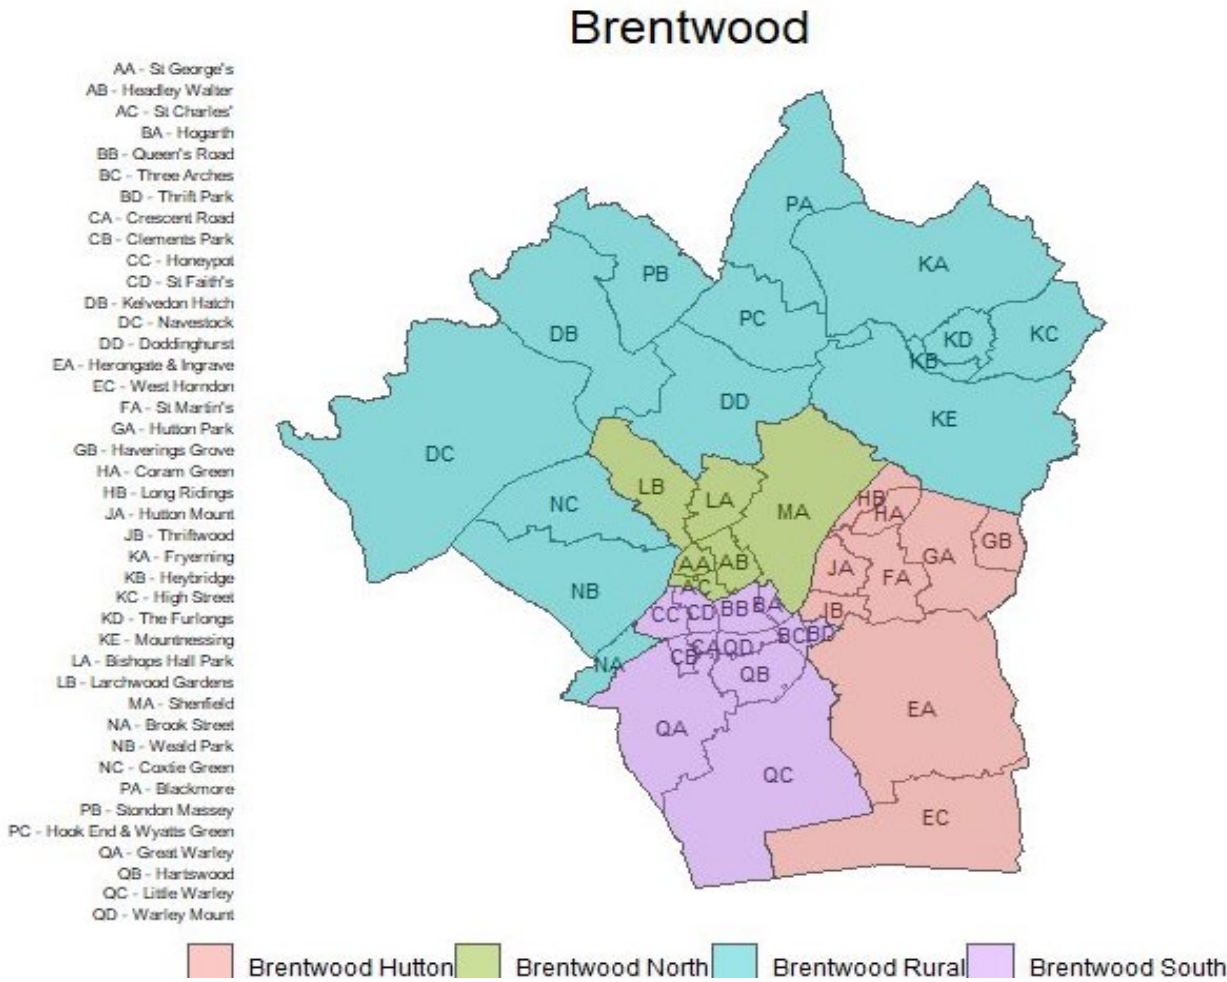 Brentwood
AA - St George's
AB - Headley Walter
AC - St Charles'
BA - Hogarth
BB - Queen's Road
BC - Three Arches
BD - Thrift Park
CA - Crescent Road
CB - Clements Park
CC - Honeypot
CD - St Faith's
DB - Kelvedon Hatch
DC - Navestock
DD - Doddinghurst
EA - Herongate & Ingrave
EC - West Horndon
FA - St Martin's
GA - Hutton Park
GB - Haverings Grove
HA - Coram Green
HB - Long Ridings
JA - Hutton Mount
JB - Thriftwood
KA - Fryerning
KB - Heybridge
KC - High Street
KD - The Furlongs
KE - Mountnessing
LA - Bishops Hall Park
LB - Larchwood Gardens
MA - Shenfield
NA - Brook Street
NB - Weald Park
NC - Coxtie Green
PA - Blackmore
PB - Stondon Massey
PC - Hook End & Wyatts Green
QA - Great Warley
QB - Hartswood
QC - Little Warley
QD - Warley Mount
PA
KA
PB
PC
DB
KD
KC
KB
DD
KE
DC
LB
LA
HB
NC
MA
HA
GB
GA
AA
AB
JA
FA
AC
NB
CC
CD
BB
BA
JB
BC
BD
CA
QD
CB
NA
QB
EA
QA
QC
EC
Brentwood Hutton
Brentwood North
Brentwood Rural
Brentwood South